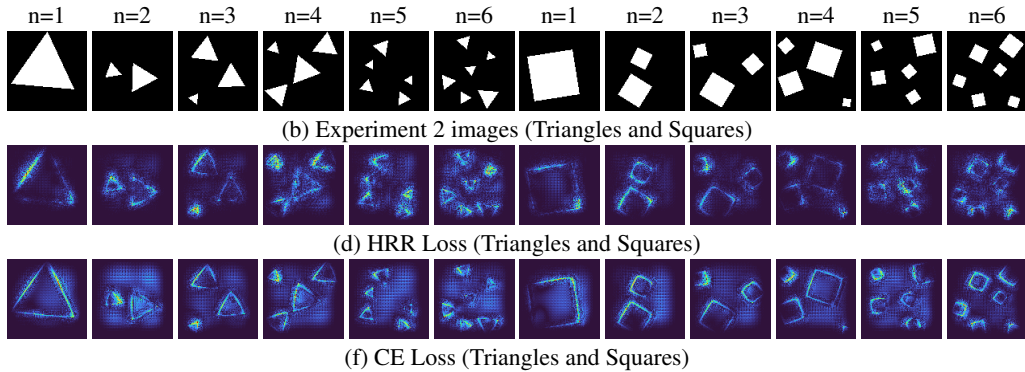 n=1 n=2 n=3 n=4 n=5 n=6 n=1 n=2 n=3 n=4 n=5 n=6
(b) Experiment 2 images (Triangles and Squares)
(d) HRR Loss (Triangles and Squares)
(f) CE Loss (Triangles and Squares)